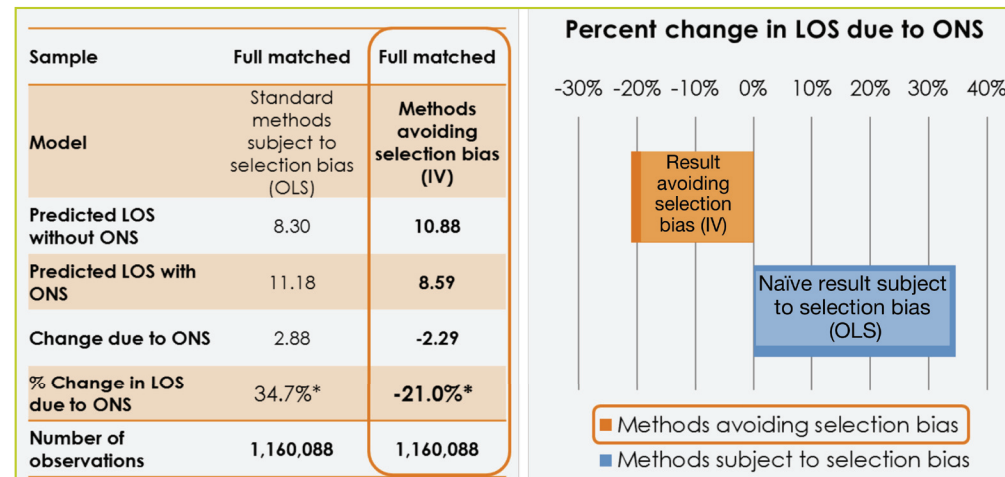 Sample Full matched Full matched
Model
Standard
methods
subject to
selection bias
(OLS)
Methods
avoiding
selection bias
(IV)
Predicted LOS
without ONS
8.30 10.88
Predicted LOS with
ONS
11.18 8.59
Change due to ONS 2.88 -2.29
% Change in LOS
due to ONS
34.7%* -21.0%*
Number of
observations
1,160,088 1,160,088
Percent change in LOS due to ONS
-30% -20% -10% 0% 10% 20% 30% 40%
Result
avoiding
selection
bias (IV)
Naïve result subject
to selection bias
(OLS)
Methods avoiding selection bias
Methods subject to selection bias